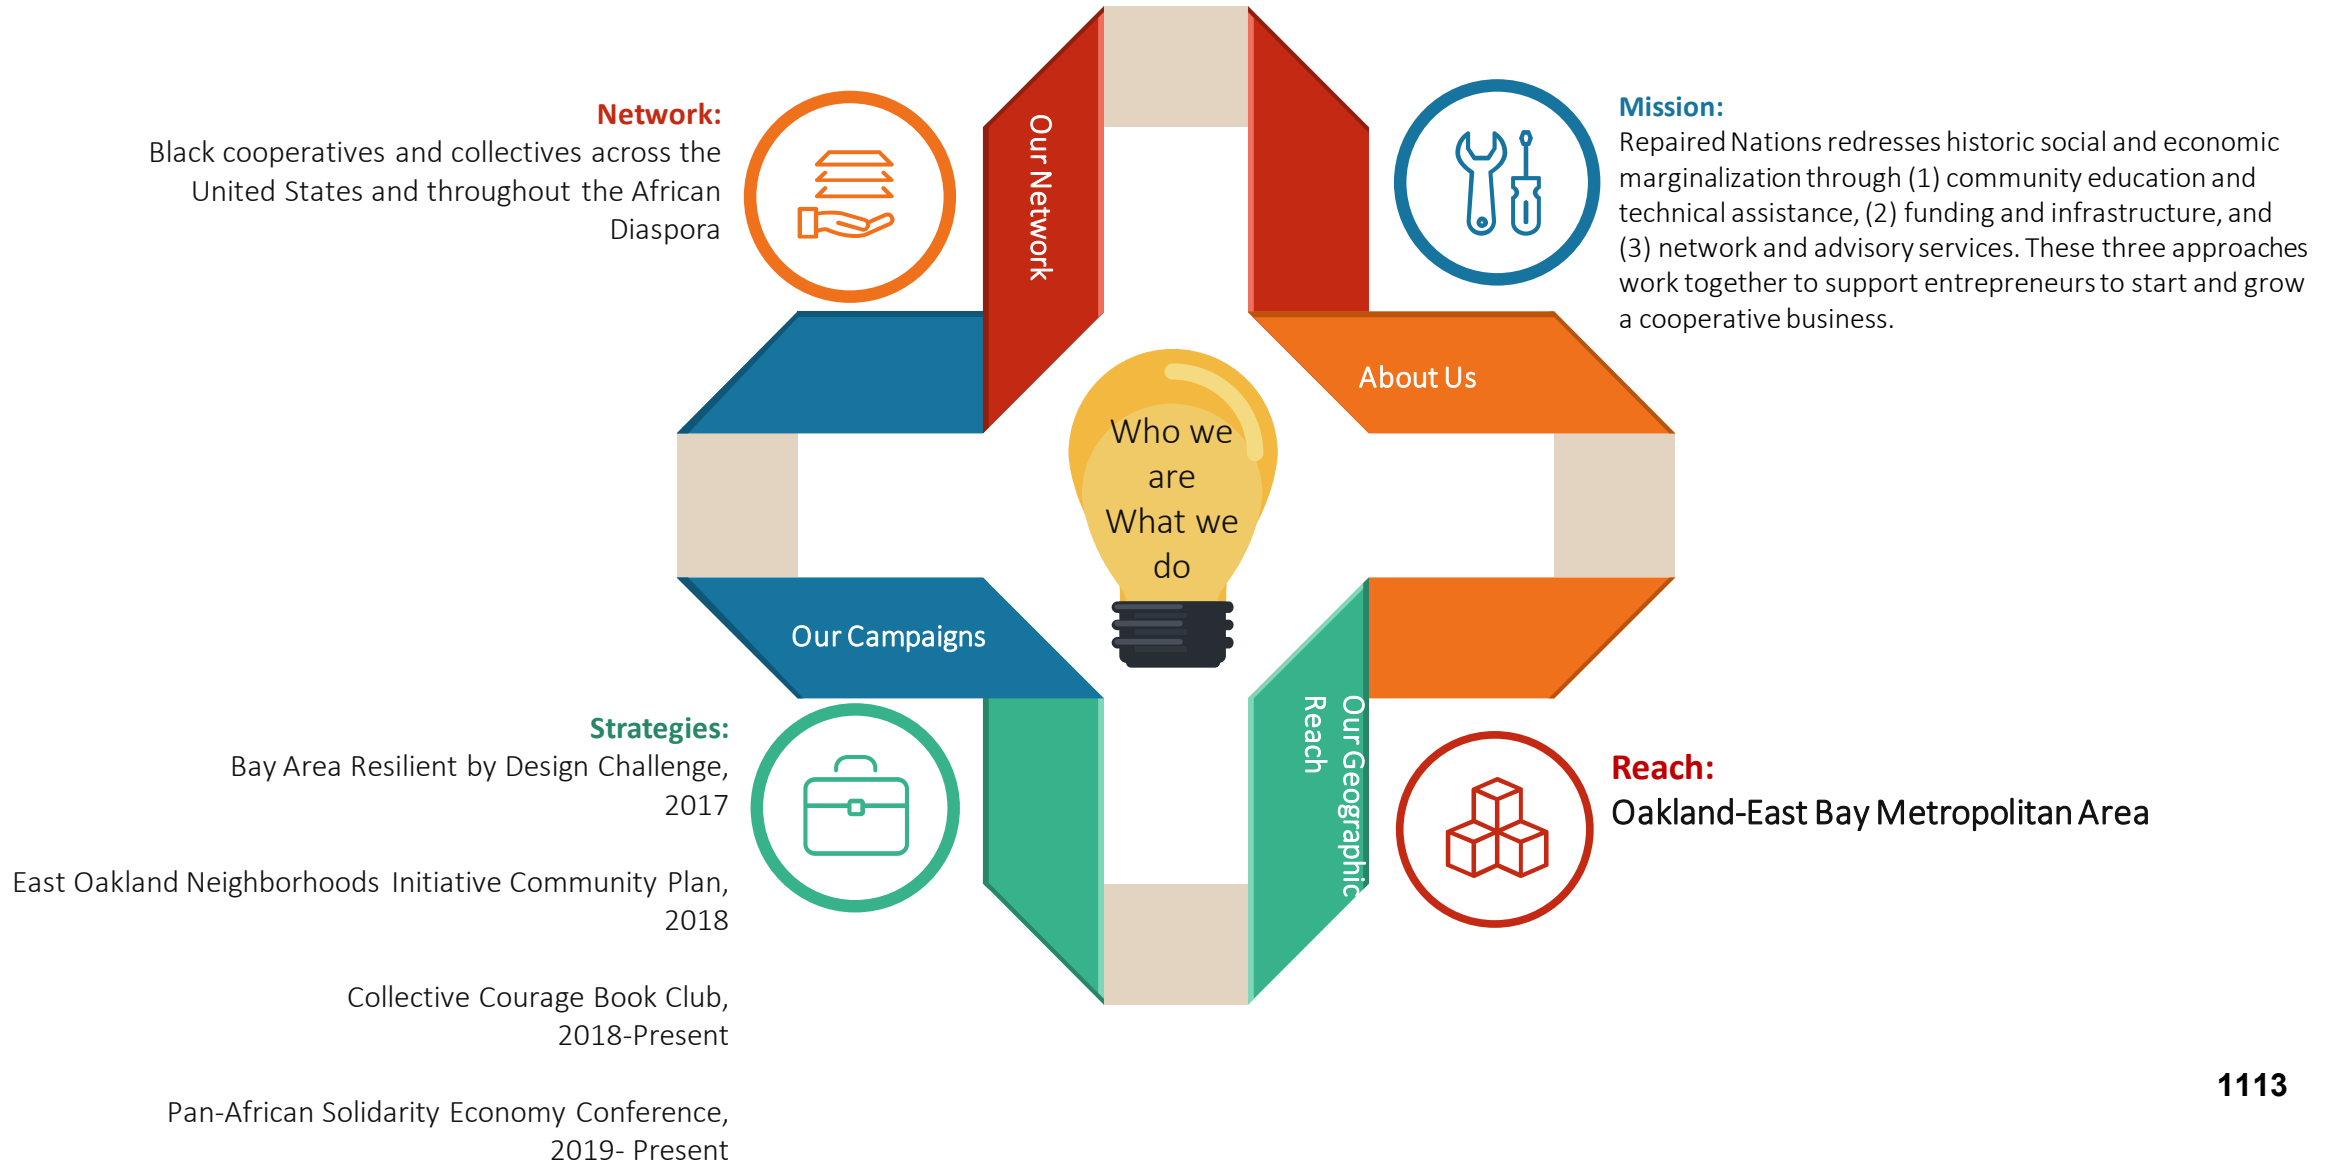 Network:
Black cooperatives and collectives across the
United States and throughout the African
Diaspora
Our Network
Mission:
Repaired Nations redresses historic social and economic
marginalization through (1) community education and
technical assistance, (2) funding and infrastructure, and
(3) network and advisory services. These three approaches
work together to support entrepreneurs to start and grow
a cooperative business.
About Us
Who we
are
What we
do
Our Campaigns
Strategies:
Bay Area Resilient by Design Challenge,
2017
East Oakland Neighborhoods Initiative Community Plan,
2018
Collective Courage Book Club,
2018-Present
Pan-African Solidarity Economy Conference,
2019- Present
Our Geographic
Reach
Reach:
Oakland-East Bay Metropolitan Area
1113